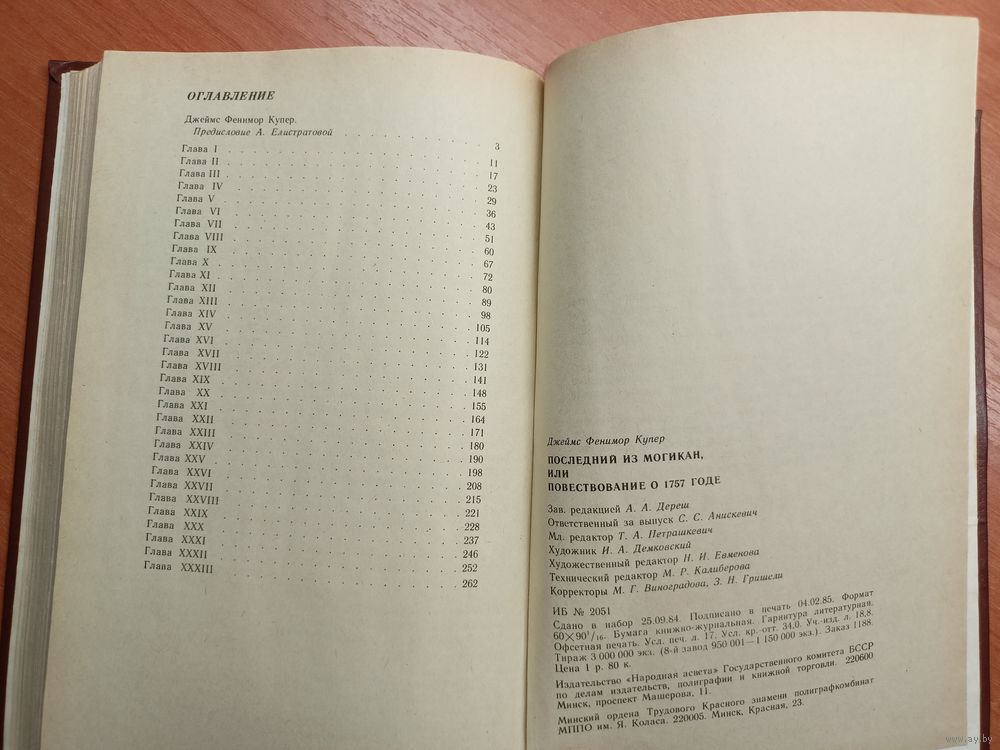 ОГЛАВЛЕНИЕ
Джеймс Фенимор Купер.
Предисловие А. Елистратовой 3
Глава I 11
Глава II 17
Глава III 23
Глава IV 29
Глава V 36
Глава VI 43
Глава VII 51
Глава VIII 60
Глава IX 67
Глава X 72
Глава XI 80
Глава XII 89
Глава XIII 98
Глава XIV 105
Глава XV 114
Глава XVI 122
Глава XVII 131
Глава XVIII 141
Глава XIX 148
Глава XX 155
Глава XXI 164
Глава XXII 171
Глава XXIII 180
Глава XXIV 190
Глава XXV 198
Глава XXVI 208
Глава XXVII 215
Глава XXVIII 221
Глава XXIX 228
Глава XXX 237
Глава XXXI 246
Глава XXXII 252
Глава XXXIII 262
Джеймс Фенимор Купер
ПОСЛЕДНИЙ ИЗ МОГИКАН,
ИЛИ
ПОВЕСТВОВАНИЕ О 1757 ГОДЕ
Зав. редакцией А. А. Дереш
Ответственный за выпуск С. С. Анискевич
Мл. редактор Т. А. Петрашкевич
Художник И. А. Демковский
Художественный редактор Н. И. Евменова
Технический редактор М. Р. Калиберова
Корректоры М. Г. Виноградова, З. Н. Гришели
ИБ № 2051
Сдано в набор 25.09.84. Подписано в печать 04.02.85. Формат
60×90 1/16. Бумага книжно-журнальная. Гарнитура литературная.
Офсетная печать. Усл. печ. л. 17. Усл. кр.-отт. 34,0. Уч.-изд. л. 18,8.
Тираж 3 000 000 экз. (8-й завод 950 001—1 150 000 экз.). Заказ 1188.
Цена 1 р. 80 к.
Издательство «Народная асвета» Государственного комитета БССР
по делам издательств, полиграфии и книжной торговли. 220600
Минск, проспект Машерова, 11.
Минский ордена Трудового Красного знамени полиграфкомбинат
МППО им. Я. Коласа. 220005. Минск, Красная, 23.
www.ay.by